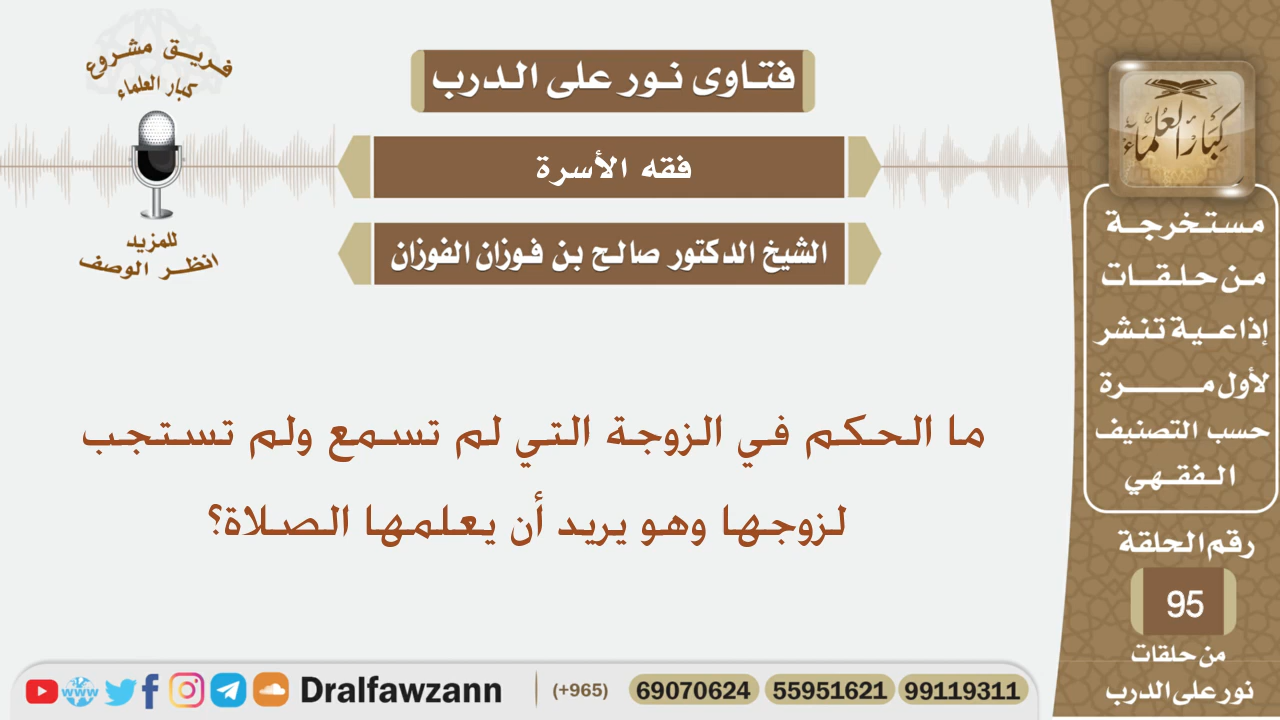 فتاوى نور على الدرب
فقه الأسرة
الشيخ الدكتور صالح بن فوزان الفوزان
فريق مشروع
كبار العلماء
للمزيد
انظر الوصف
كبار العلماء
مستخرجة
من حلقات
إذاعية تنشر
لأول مرة
حسب التصنيف
الفقهي
رقم الحلقة
95
من حلقات
نور على الدرب
ما الحكم في الزوجة التي لم تسمع ولم تستجب
لزوجها وهو يريد أن يعلمها الصلاة؟
www Dralfawzann (+965) 69070624 55951621 99119311